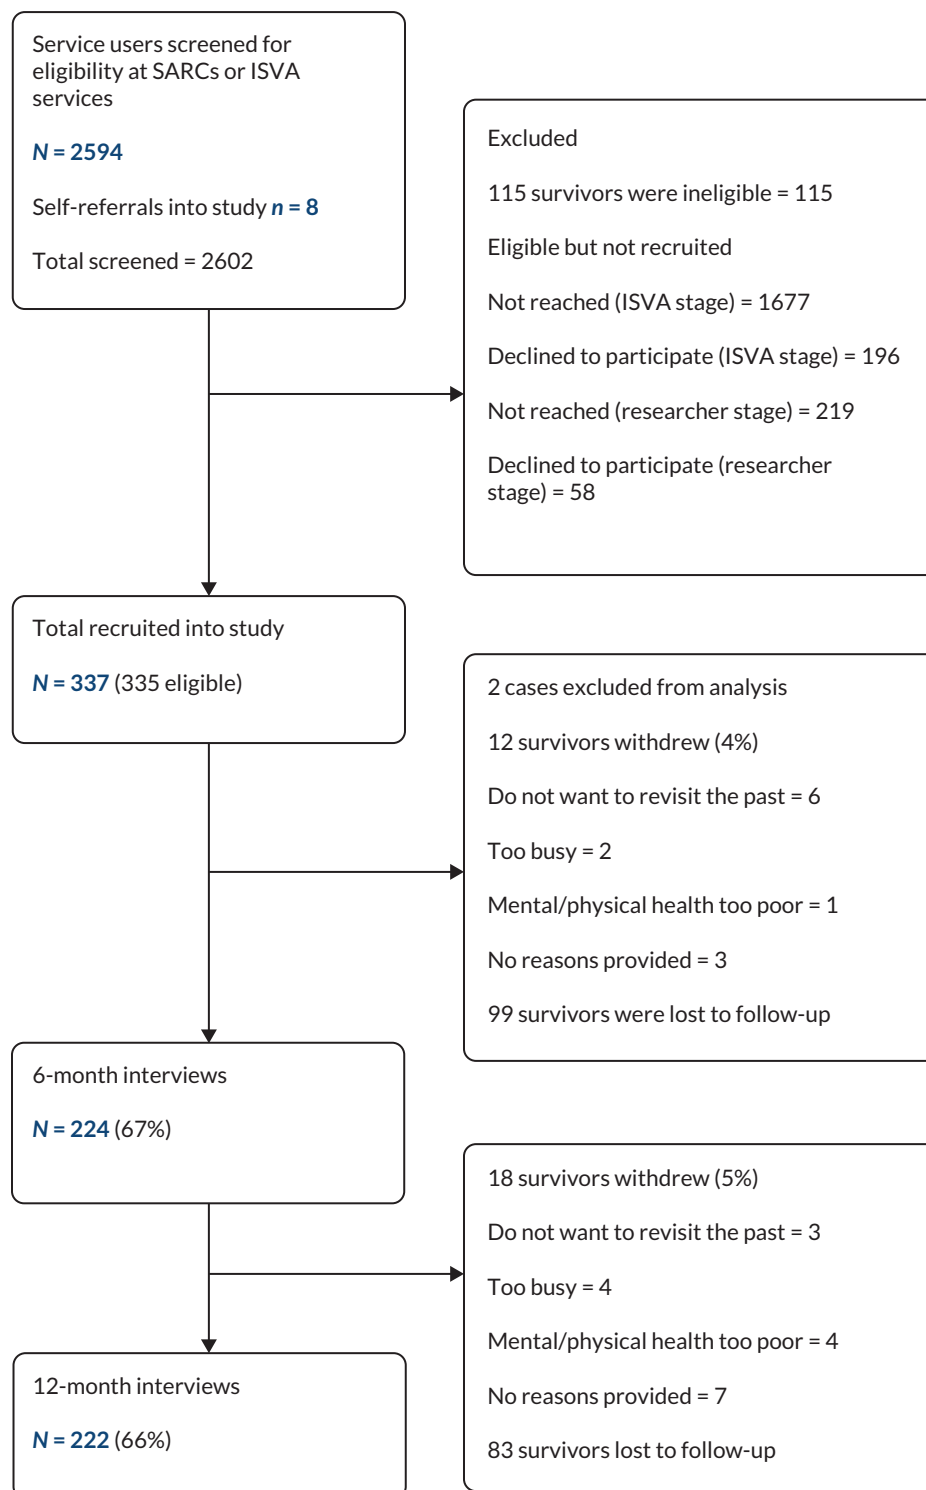 Service users screened for
eligibility at SARCs or ISVA
services
N = 2594
Self-referrals into study n = 8
Total screened = 2602
Excluded
115 survivors were ineligible = 115
Eligible but not recruited
Not reached (ISVA stage) = 1677
Declined to participate (ISVA stage) = 196
Not reached (researcher stage) = 219
Declined to participate (researcher
stage) = 58
Total recruited into study
N = 337 (335 eligible)
2 cases excluded from analysis
12 survivors withdrew (4%)
Do not want to revisit the past = 6
Too busy = 2
Mental/physical health too poor = 1
No reasons provided = 3
99 survivors were lost to follow-up
6-month interviews
N = 224 (67%)
18 survivors withdrew (5%)
Do not want to revisit the past = 3
Too busy = 4
Mental/physical health too poor = 4
No reasons provided = 7
83 survivors lost to follow-up
12-month interviews
N = 222 (66%)